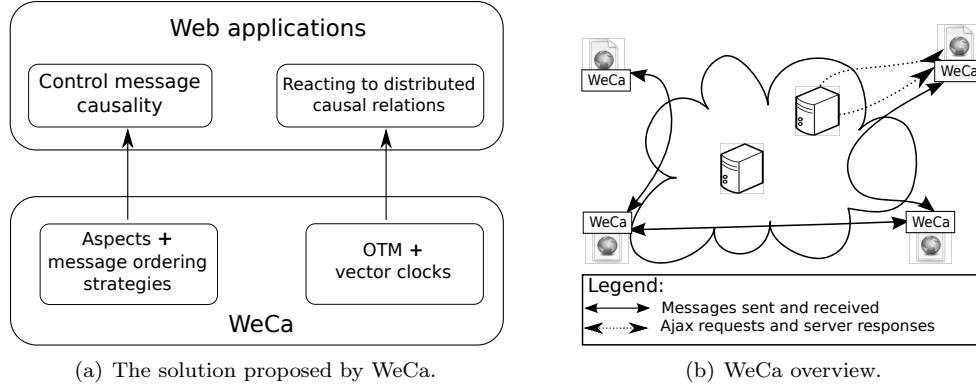 Web applications
Control message
causality
Reacting to distributed
causal relations
Aspects +
message ordering
strategies
OTM +
vector clocks
WeCa
(a) The solution proposed by WeCa.
WeCa
WeCa
WeCa
WeCa
Legend:
Messages sent and received
Ajax requests and server responses
(b) WeCa overview.